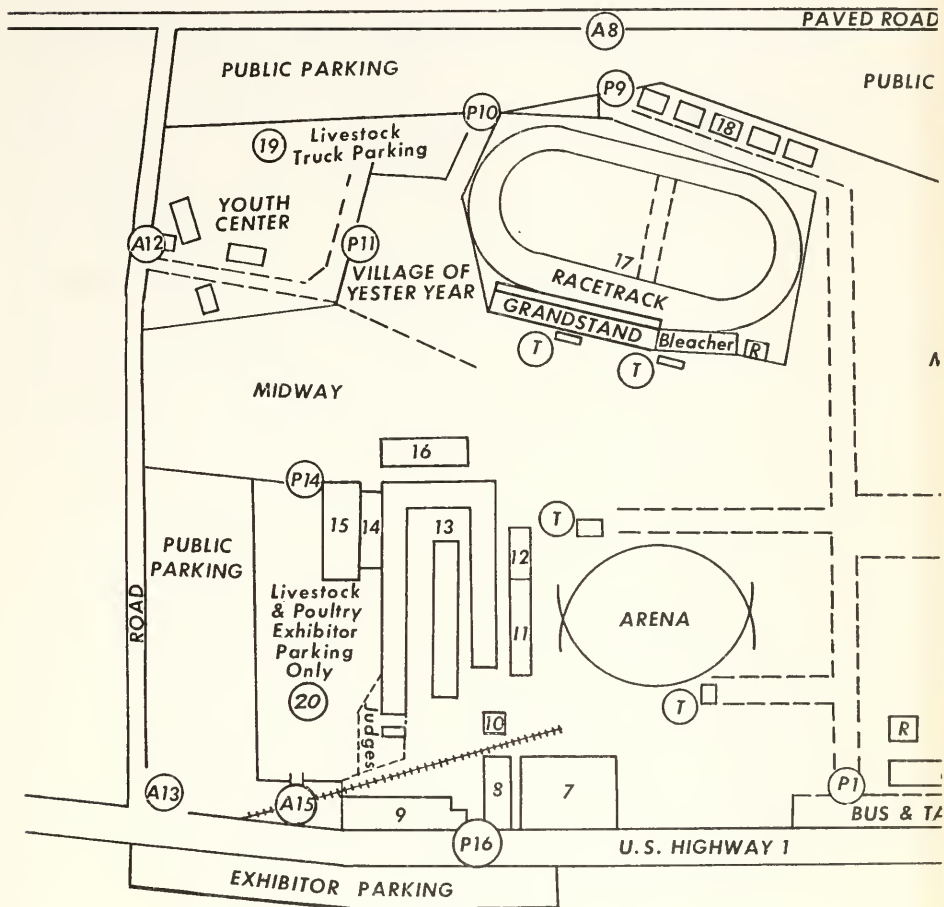 PAVED ROAD
A8
PUBLIC PARKING
P9
PUBLIC
P10
18
19
Livestock
Truck Parking
YOUTH
CENTER
A12
P11
VILLAGE OF
YESTER YEAR
17
RACETRACK
GRANDSTAND
Bleacher
R
T
T
MIDWAY
16
P14
15
14
13
T
12
11
ARENA
PUBLIC
PARKING
Livestock
& Poultry
Exhibitor
Parking
Only
20
ROAD
Judges
10
T
R
A13
A15
9
8
7
P1
BUS & TA
P16
U.S. HIGHWAY 1
EXHIBITOR PARKING